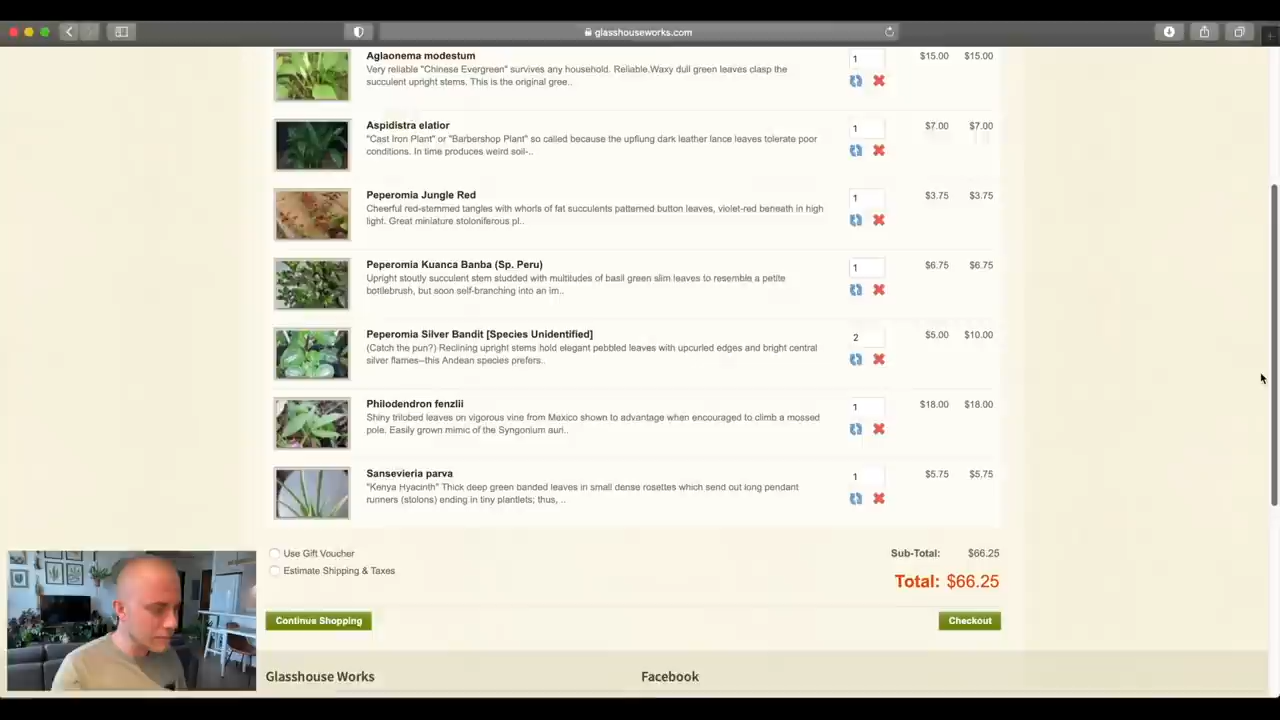 glasshouseworks.com
Aglaonema modestum
1
$15.00 $15.00
Very reliable "Chinese Evergreen" survives any household. Reliable.Waxy dull green leaves clasp the
succulent upright stems. This is the original gree..
Aspidistra elatior
1
$7.00 $7.00
"Cast Iron Plant" or "Barbershop Plant" so called because the upflung dark leather lance leaves tolerate poor
conditions. In time produces weird soil-..
Peperomia Jungle Red
1
$3.75 $3.75
Cheerful red-stemmed tangles with whorls of fat succulents patterned button leaves, violet-red beneath in high
light. Great miniature stoloniferous pl..
Peperomia Kuanca Banba (Sp. Peru)
1
$6.75 $6.75
Upright stoutly succulent stem studded with multitudes of basil green slim leaves to resemble a petite
bottlebrush, but soon self-branching into an im..
Peperomia Silver Bandit [Species Unidentified]
2
$5.00 $10.00
(Catch the pun?) Reclining upright stems hold elegant pebbled leaves with upcurled edges and bright central
silver flames--this Andean species prefers..
Philodendron fenzlii
1
$18.00 $18.00
Shiny trilobed leaves on vigorous vine from Mexico shown to advantage when encouraged to climb a mossed
pole. Easily grown mimic of the Syngonium auri..
Sansevieria parva
1
$5.75 $5.75
"Kenya Hyacinth" Thick deep green banded leaves in small dense rosettes which send out long pendant
runners (stolons) ending in tiny plantlets; thus, ..
Use Gift Voucher
Estimate Shipping & Taxes
Sub-Total: $66.25
Total: $66.25
Continue Shopping
Checkout
Glasshouse Works
Facebook